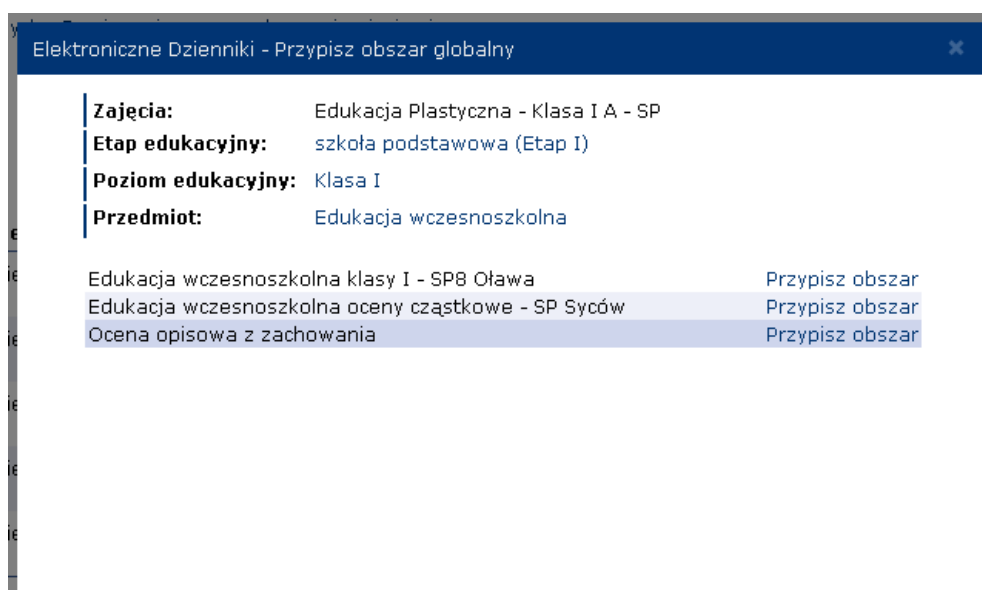 Elektroniczne Dzienniki - Przypisz obszar globalny
Zajęcia: Edukacja Plastyczna - Klasa I A - SP
Etap edukacyjny: szkoła podstawowa (Etap I)
Poziom edukacyjny: Klasa I
Przedmiot: Edukacja wczesnoszkolna
Edukacja wczesnoszkolna klasy I - SP8 Oława Przypisz obszar
Edukacja wczesnoszkolna oceny cząstkowe - SP Syców Przypisz obszar
Ocena opisowa z zachowania Przypisz obszar